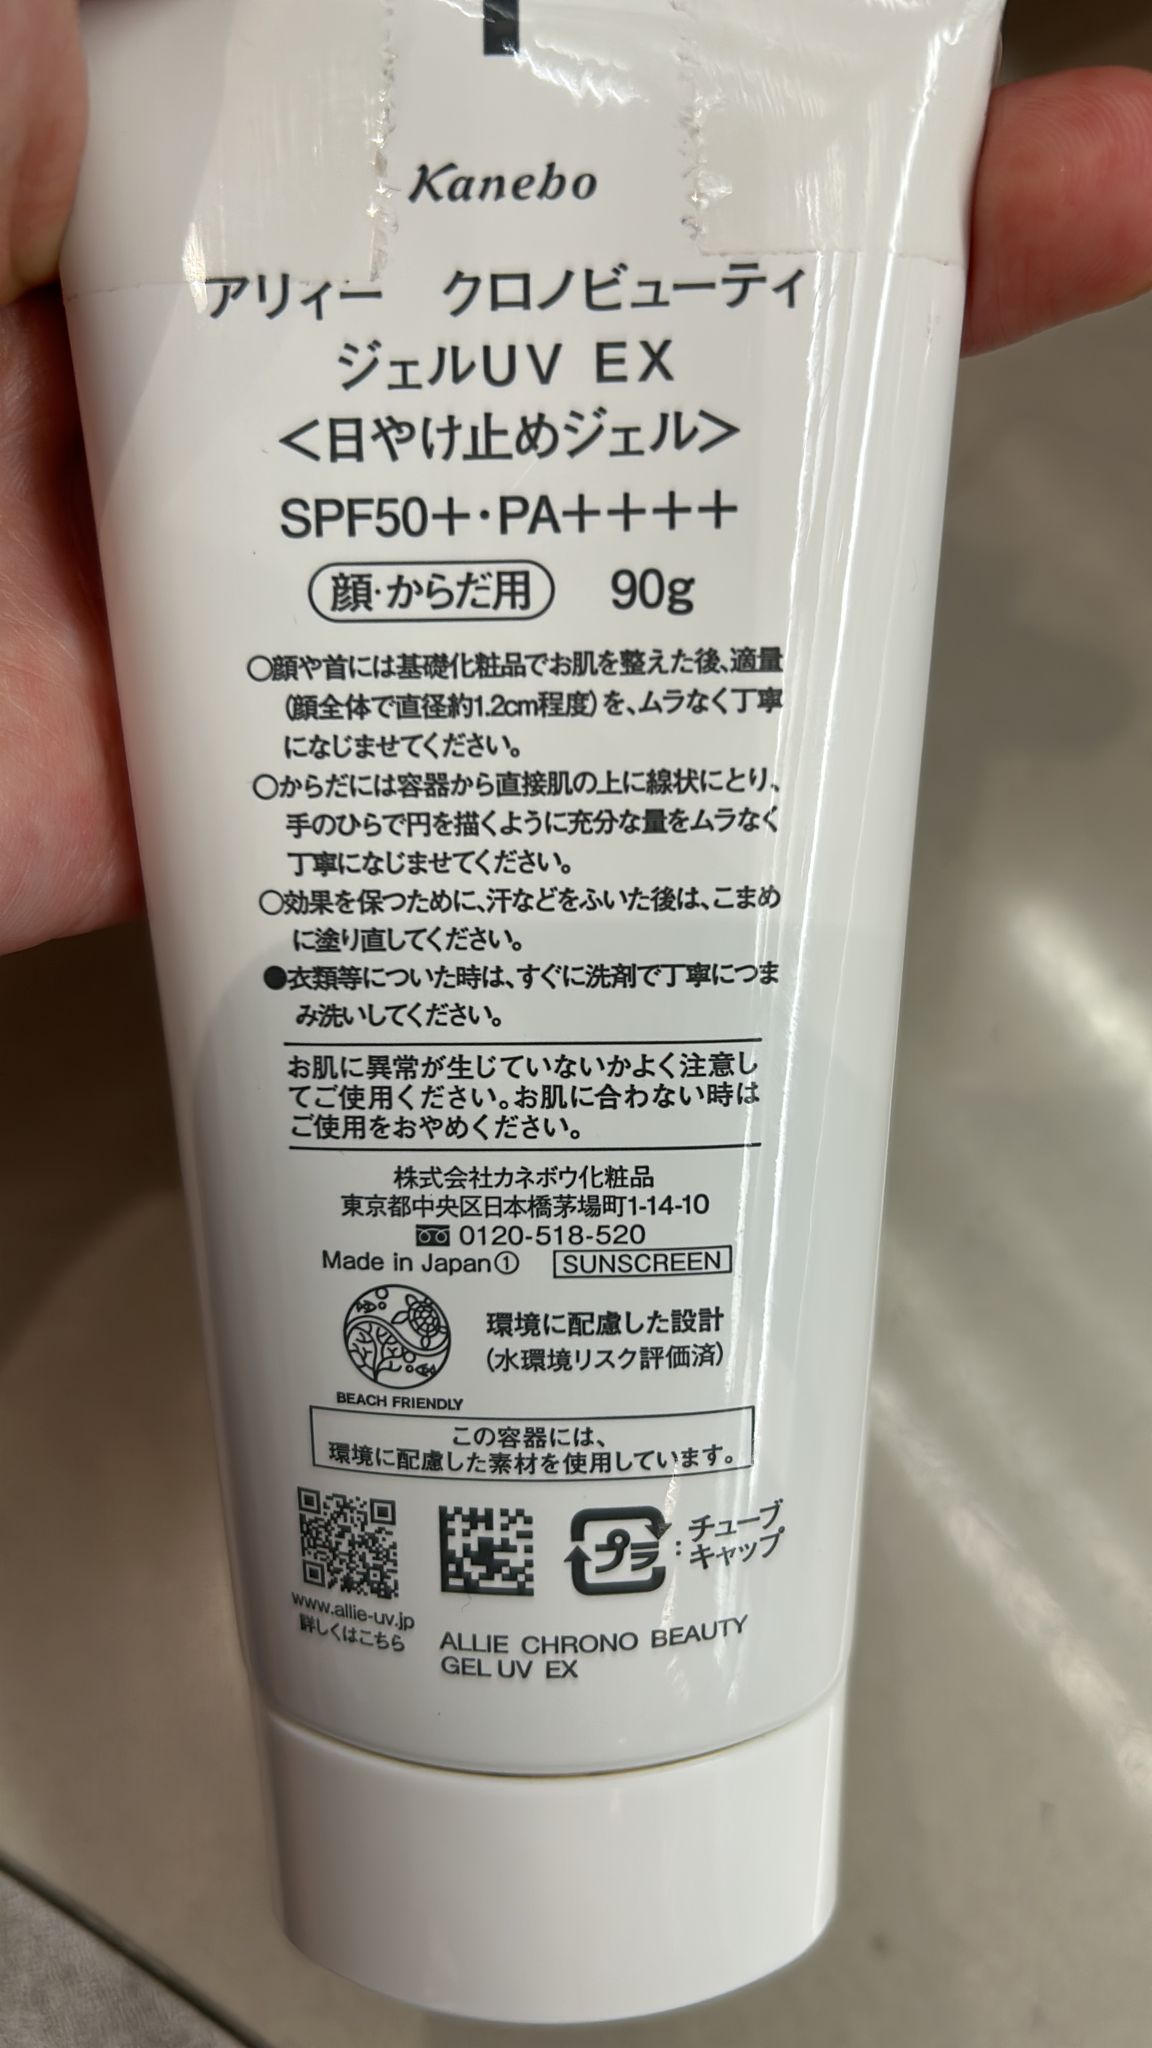 Kanebo
アリィー　クロノビューティ
ジェルUV EX
＜日やけ止めジェル＞
SPF50+・PA++++
顔・からだ用 90g
○顔や首には基礎化粧品でお肌を整えた後、適量
(顔全体で直径約1.2cm程度)を、ムラなく丁寧
になじませてください。
○からだには容器から直接肌の上に線状にとり、
手のひらで円を描くように充分な量をムラなく
丁寧になじませてください。
○効果を保つために、汗などをふいた後は、こまめ
に塗り直してください。
●衣類等についた時は、すぐに洗剤で丁寧につま
み洗いしてください。
お肌に異常が生じていないかよく注意し
てご使用ください。お肌に合わない時は
ご使用をおやめください。
株式会社カネボウ化粧品
東京都中央区日本橋茅場町1-14-10
0120-518-520
Made in Japan① SUNSCREEN
環境に配慮した設計
(水環境リスク評価済)
BEACH FRIENDLY
この容器には、
環境に配慮した素材を使用しています。
プラ：チューブ
キャップ
www.allie-uv.jp
詳しくはこちら
ALLIE CHRONO BEAUTY
GEL UV EX